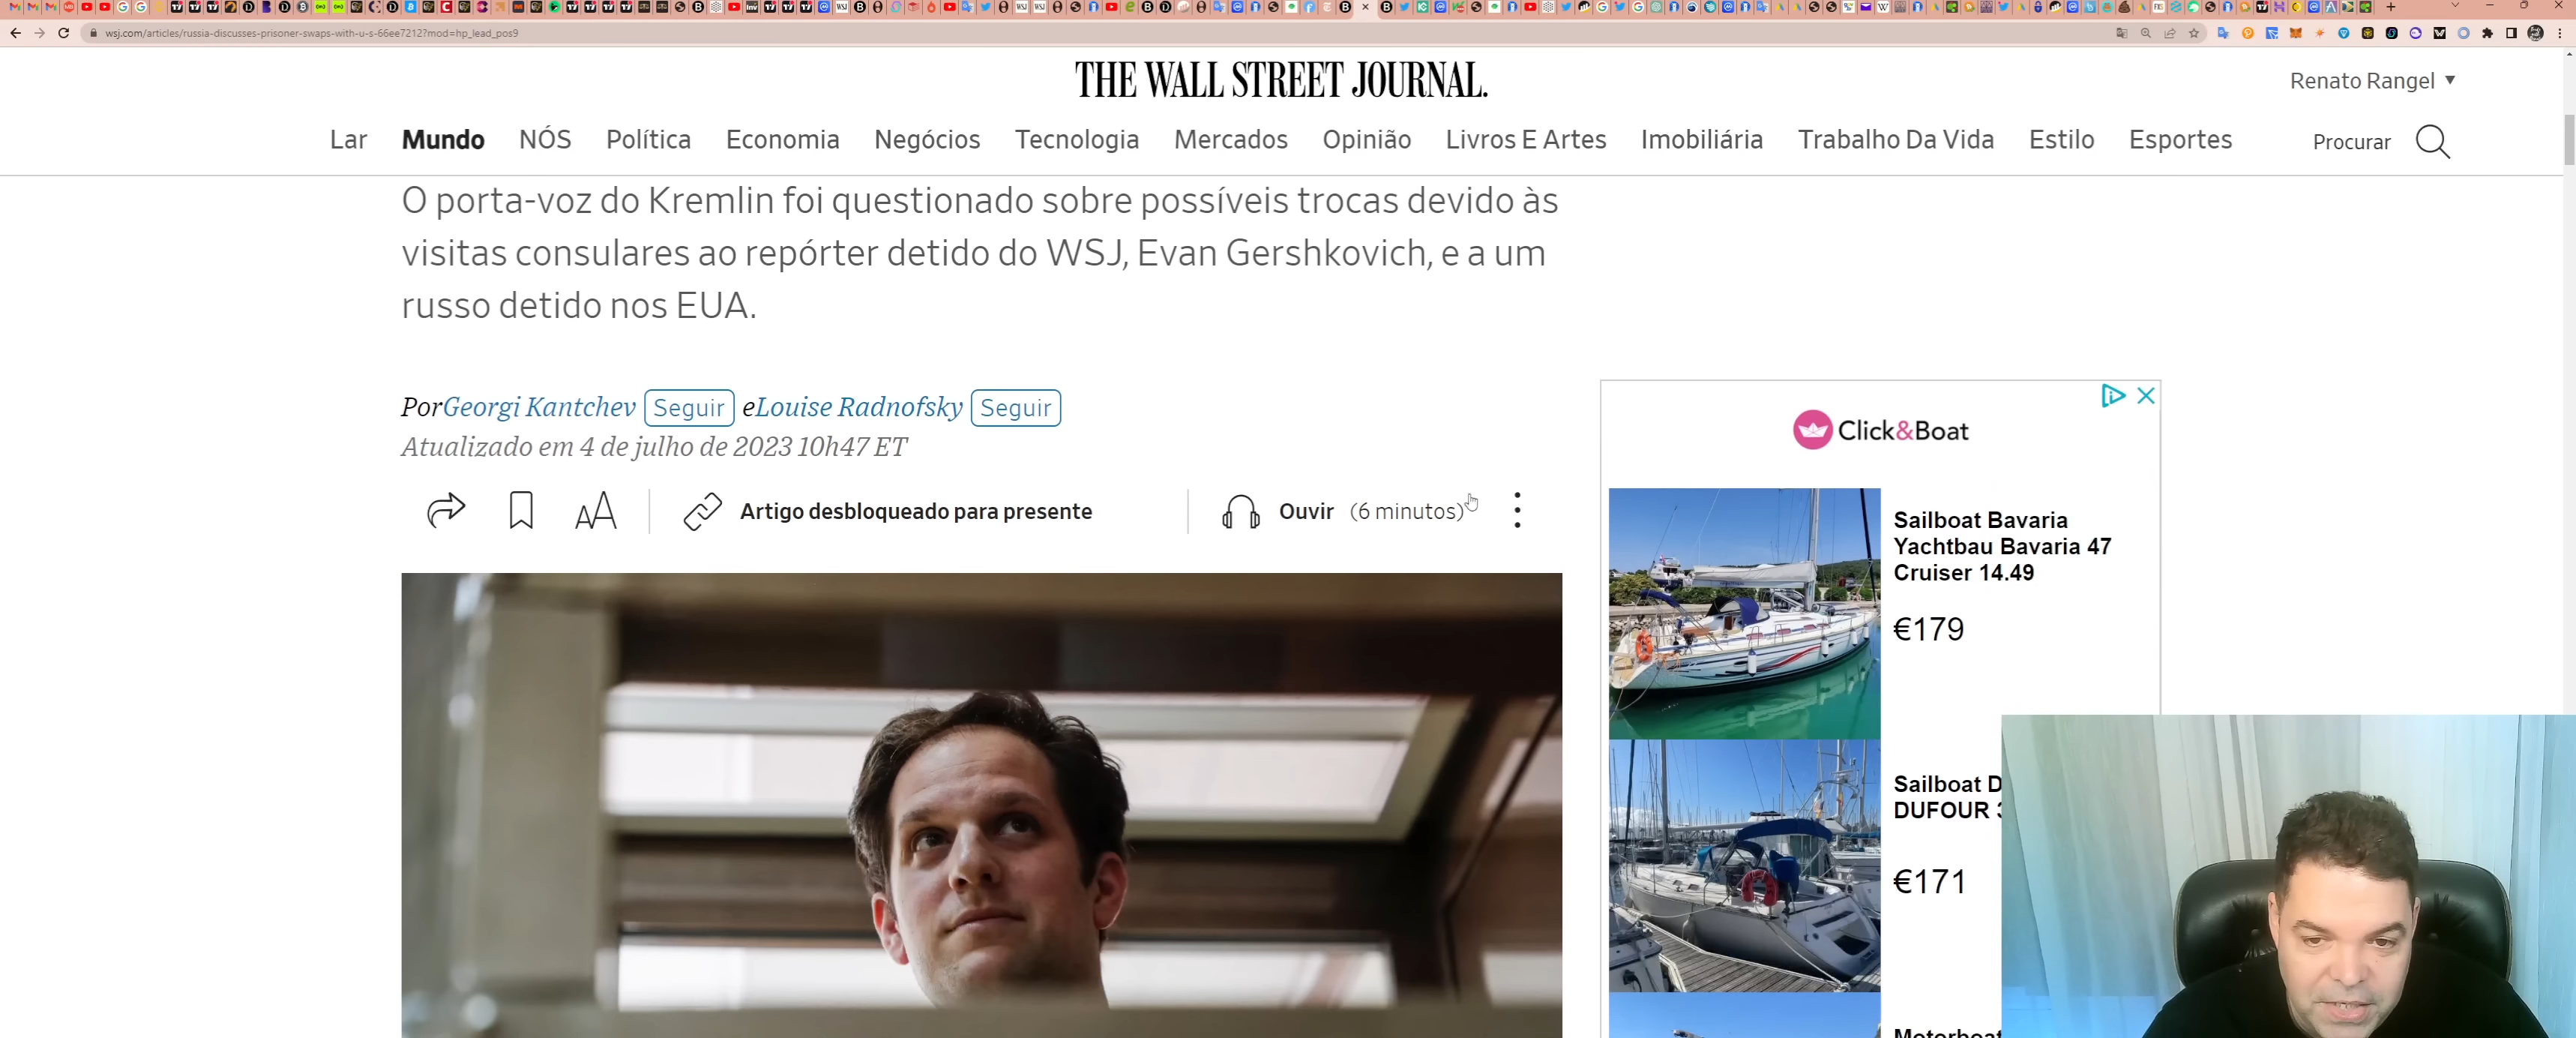 wsj.com/articles/russia-discusses-prisoner-swaps-with-u-s-66ee7212?mod=hp_lead_pos9
THE WALL STREET JOURNAL.
Renato Rangel
Lar Mundo NÓS Política Economia Negócios Tecnologia Mercados Opinião Livros E Artes Imobiliária Trabalho Da Vida Estilo Esportes Procurar
O porta-voz do Kremlin foi questionado sobre possíveis trocas devido às
visitas consulares ao repórter detido do WSJ, Evan Gershkovich, e a um
russo detido nos EUA.
PorGeorgi Kantchev Seguir eLouise Radnofsky Seguir
Atualizado em 4 de julho de 2023 10h47 ET
AA Artigo desbloqueado para presente Ouvir (6 minutos)
Click&Boat
Sailboat Bavaria
Yachtbau Bavaria 47
Cruiser 14.49
€179
Sailboat D
DUFOUR 3
€171
Motorboat